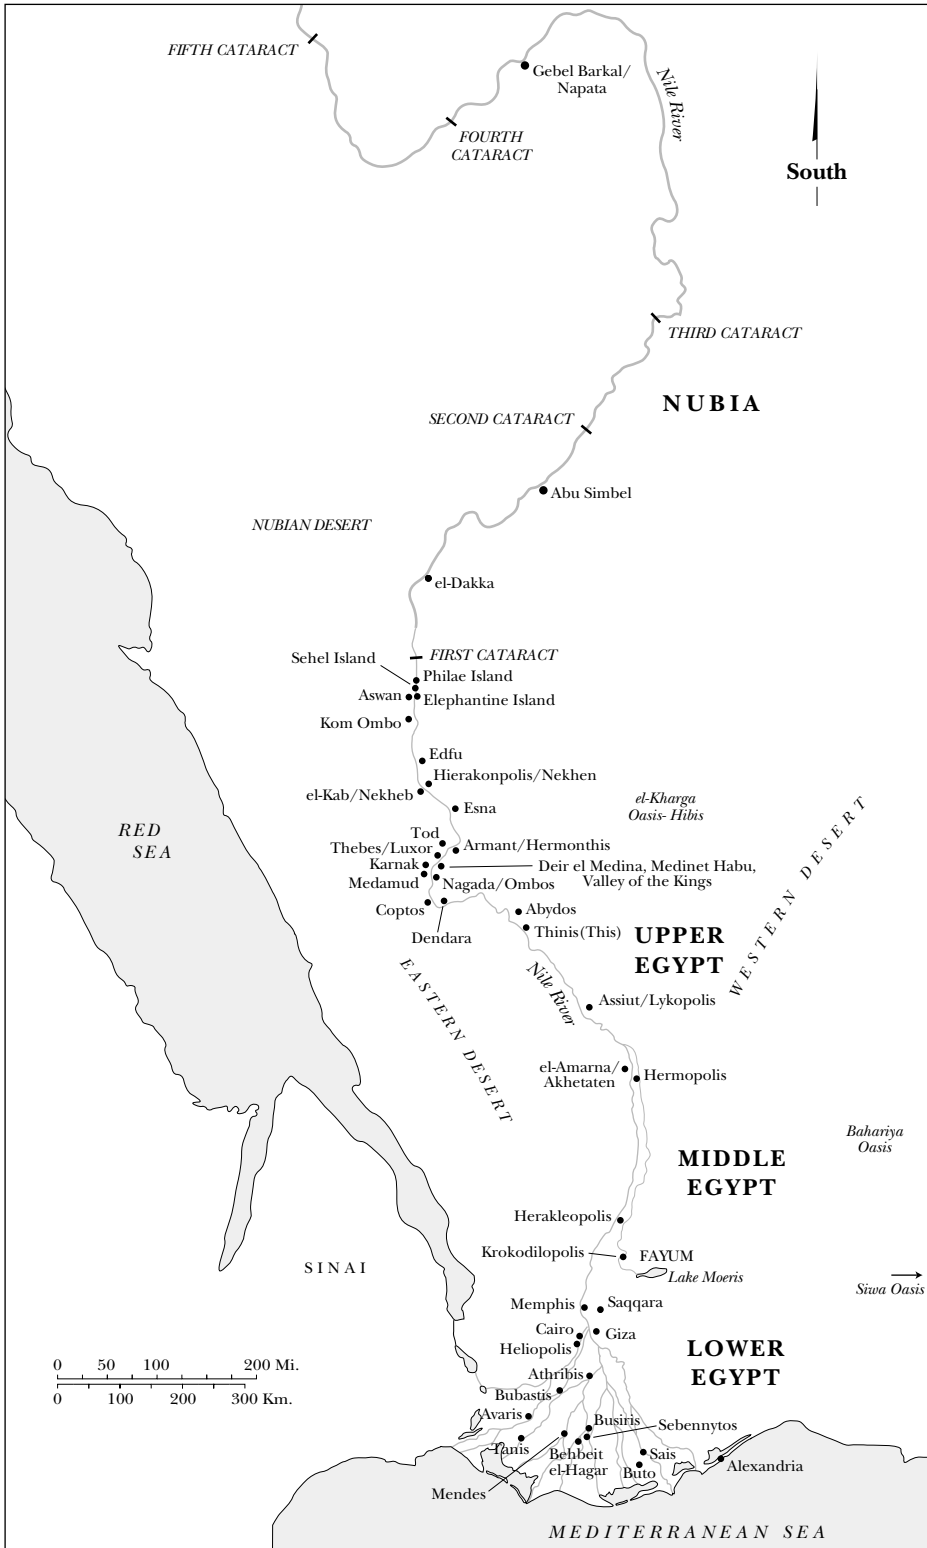 FIFTH CATARACT
Gebel Barkal/
Napata
Nile River
FOURTH
CATARACT
South
THIRD CATARACT
NUBIA
SECOND CATARACT
Abu Simbel
NUBIAN DESERT
el-Dakka
FIRST CATARACT
Sehel Island
Philae Island
Aswan
Elephantine Island
Kom Ombo
Edfu
Hierakonpolis/Nekhen
el-Kab/Nekheb
Esna
el-Kharga
Oasis- Hibis
WESTERN DESERT
RED
SEA
Tod
Thebes/Luxor
Armant/Hermonthis
Karnak
Deir el Medina, Medinet Habu,
Valley of the Kings
Medamud
Nagada/Ombos
Coptos
Dendara
Abydos
Thinis (This)
UPPER
EGYPT
EASTERN DESERT
Nile River
Assiut/Lykopolis
el-Amarna/
Akhetaten
Hermopolis
Bahariya
Oasis
MIDDLE
EGYPT
Herakleopolis
Krokodilopolis
FAYUM
Lake Moeris
SINAI
Siwa Oasis
Memphis
Saqqara
Cairo
Giza
Heliopolis
LOWER
EGYPT
0 50 100 200 Mi.
0 100 200 300 Km.
Athribis
Bubastis
Avaris
Busiris
Sebennytos
Tanis
Behbeit
el-Hagar
Sais
Buto
Alexandria
Mendes
MEDITERRANEAN SEA